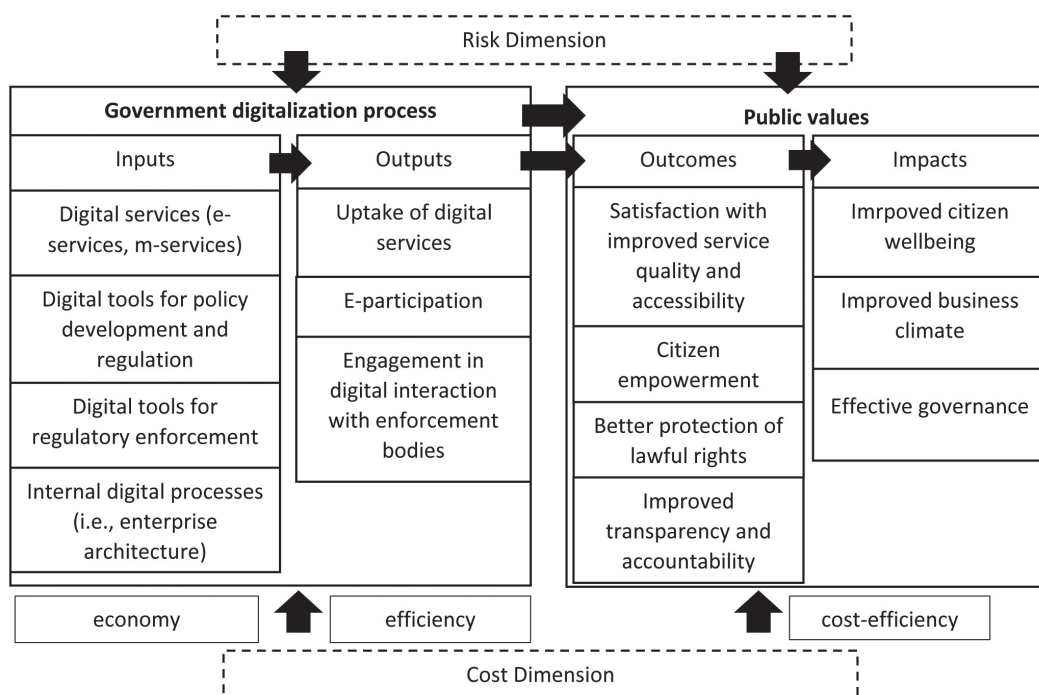 Risk Dimension
Government digitalization process
Public values
Inputs
Outputs
Outcomes
Impacts
Digital services (e-
services, m-services)
Digital tools for policy
development and
regulation
Digital tools for
regulatory enforcement
Internal digital processes
(i.e., enterprise
architecture)
Uptake of digital
services
E-participation
Engagement in
digital interaction
with enforcement
bodies
Satisfaction with
improved service
quality and
accessibility
Citizen
empowerment
Better protection of
lawful rights
Improved
transparency and
accountability
Imrpoved citizen
wellbeing
Improved business
climate
Effective governance
economy
efficiency
cost-efficiency
Cost Dimension